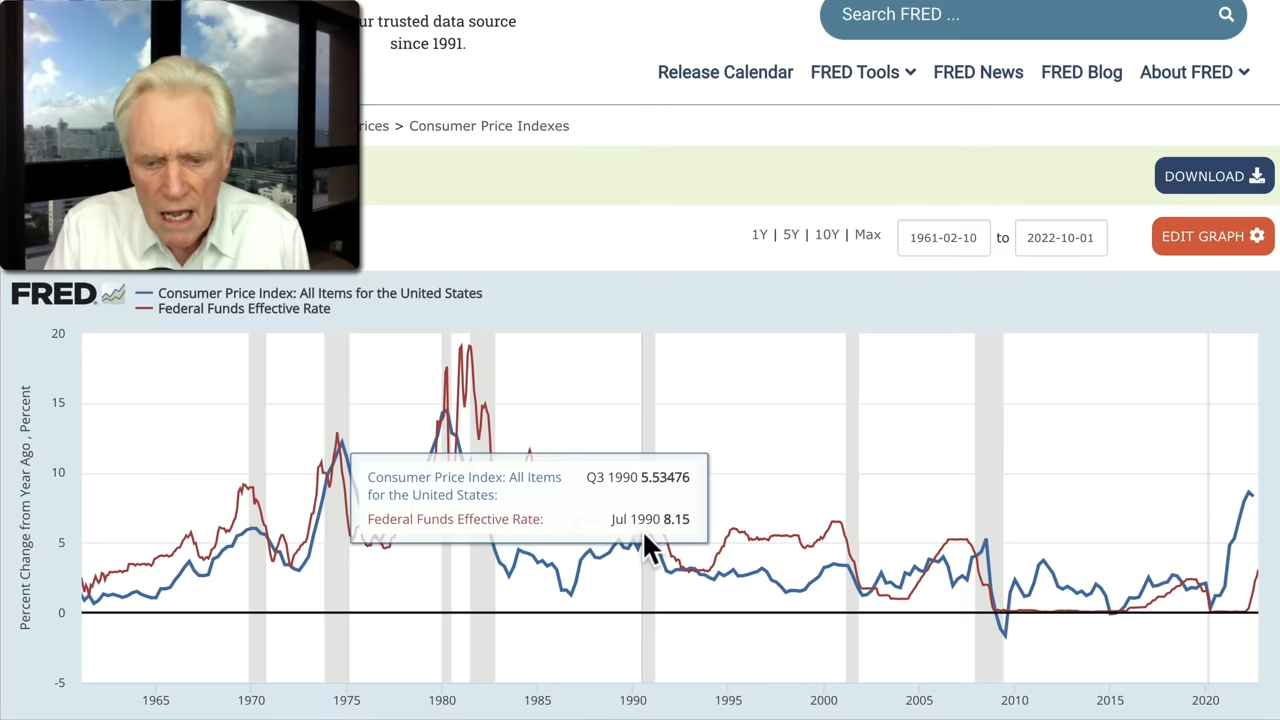 ur trusted data source
since 1991.
Search FRED ...
Release Calendar FRED Tools FRED News FRED Blog About FRED
rices > Consumer Price Indexes
DOWNLOAD
1Y | 5Y | 10Y | Max 1961-02-10 to 2022-10-01
EDIT GRAPH
FRED
Consumer Price Index: All Items for the United States
Federal Funds Effective Rate
Percent Change from Year Ago , Percent
20
15
10
5
0
-5
Consumer Price Index: All Items Q3 1990 5.53476
for the United States:
Federal Funds Effective Rate: Jul 1990 8.15
1965 1970 1975 1980 1985 1990 1995 2000 2005 2010 2015 2020